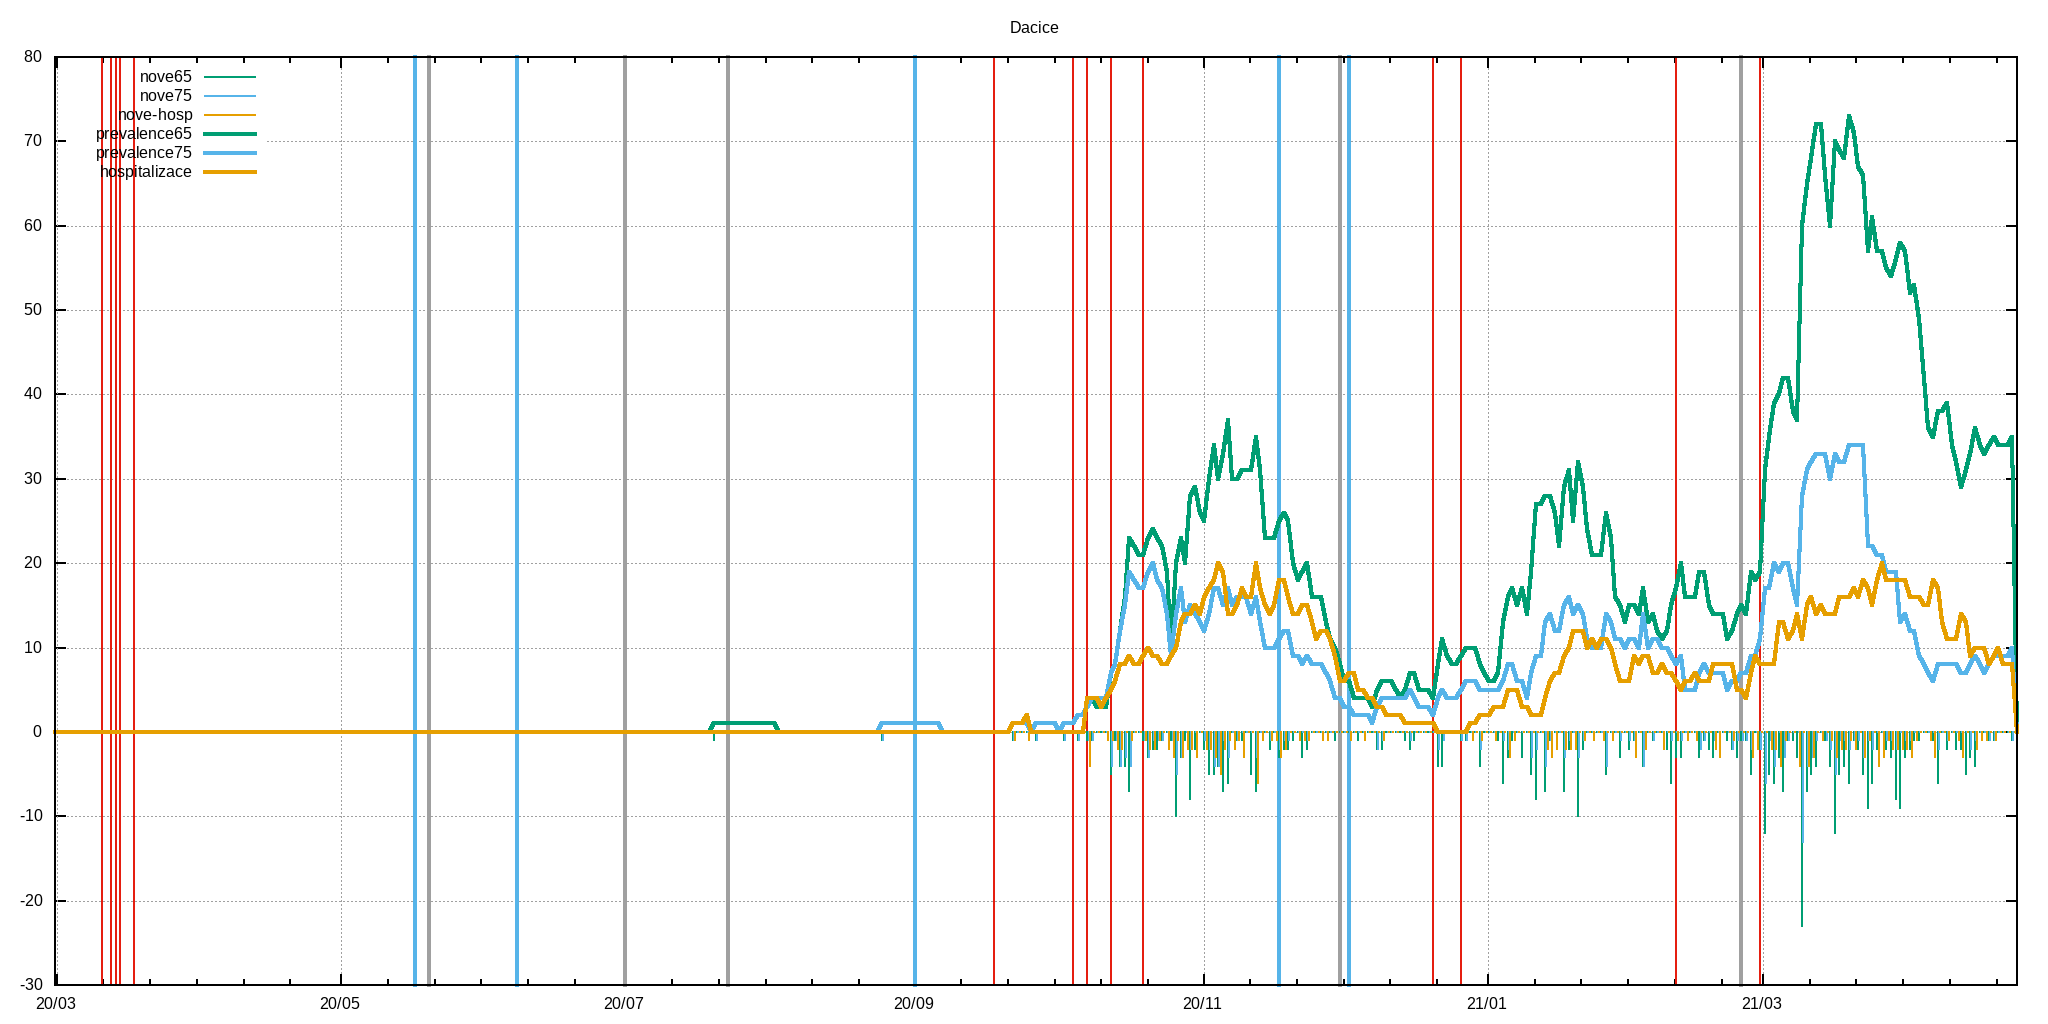 Dacice
80
70
60
50
40
30
20
10
0
-10
-20
-30
nove65
nove75
nove-hosp
prevalence65
prevalence75
hospitalizace
20/03 20/05 20/07 20/09 20/11 21/01 21/03